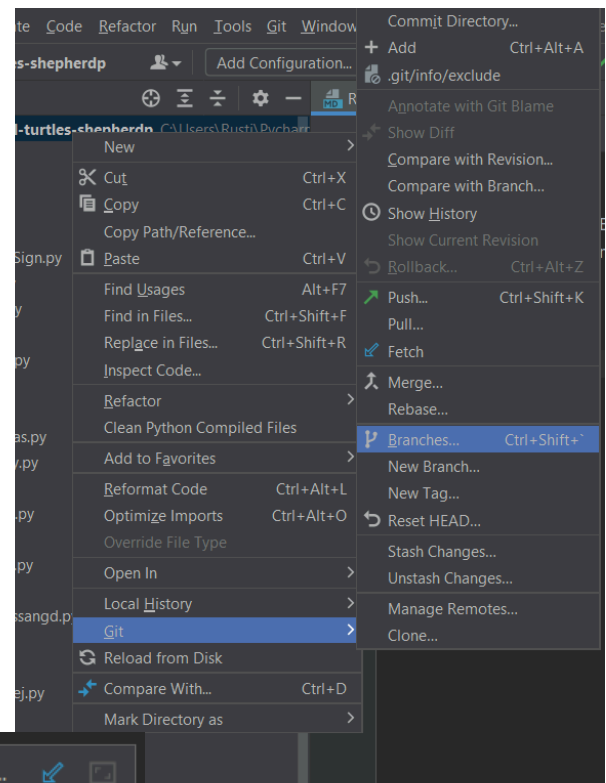 te Code Refactor Run Tools Git Window
s-shepherdp Add Configuration...
MD R
l-turtles-shepherdp C:\Users\Rusti\Pycharr
Sign.py
y
py
as.py
y.py
.py
.py
ssangd.p
ej.py
New
Cut Ctrl+X
Copy Ctrl+C
Copy Path/Reference...
Paste Ctrl+V
Find Usages Alt+F7
Find in Files... Ctrl+Shift+F
Replace in Files... Ctrl+Shift+R
Inspect Code...
Refactor
Clean Python Compiled Files
Add to Favorites
Reformat Code Ctrl+Alt+L
Optimize Imports Ctrl+Alt+O
Override File Type
Open In
Local History
Git
Reload from Disk
Compare With... Ctrl+D
Mark Directory as
Commit Directory...
Add Ctrl+Alt+A
.git/info/exclude
Annotate with Git Blame
Show Diff
Compare with Revision...
Compare with Branch...
Show History
Show Current Revision
Rollback... Ctrl+Alt+Z
Push... Ctrl+Shift+K
Pull...
Fetch
Merge...
Rebase...
Branches... Ctrl+Shift+`
New Branch...
New Tag...
Reset HEAD...
Stash Changes...
Unstash Changes...
Manage Remotes...
Clone...